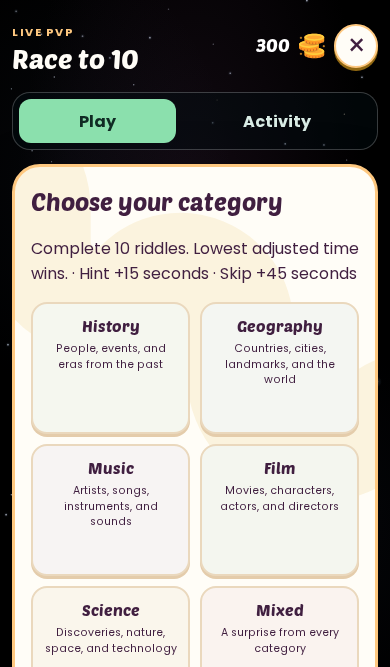 LIVE PVP
Race to 10
300
×
Play
Activity
Choose your category
Complete 10 riddles. Lowest adjusted time
wins. · Hint +15 seconds · Skip +45 seconds
History
People, events, and
eras from the past
Geography
Countries, cities,
landmarks, and the
world
Music
Artists, songs,
instruments, and
sounds
Film
Movies, characters,
actors, and directors
Science
Discoveries, nature,
space, and technology
Mixed
A surprise from every
category